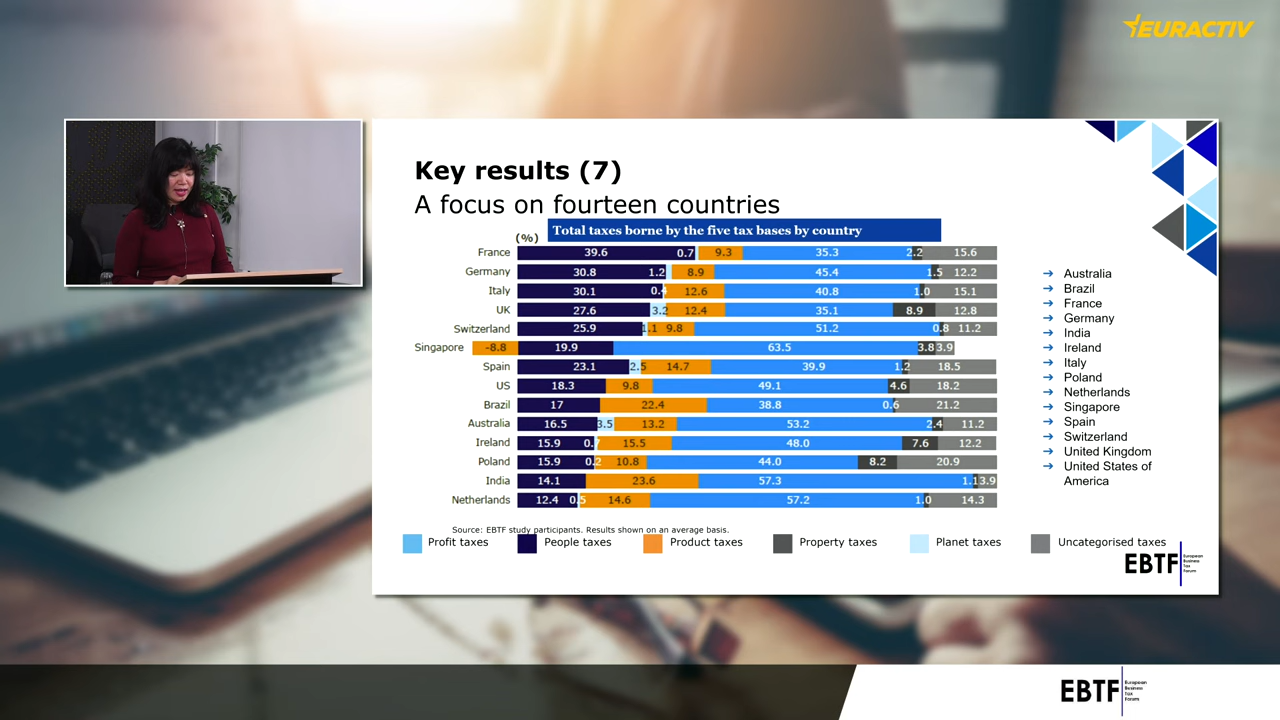 EURACTIV
Key results (7)
A focus on fourteen countries
Total taxes borne by the five tax bases by country
(%)
France 39.6 0.7 9.3 35.3 2.2 15.6
Germany 30.8 1.2 8.9 45.4 1.5 12.2
Italy 30.1 0.4 12.6 40.8 1.0 15.1
UK 27.6 3.2 12.4 35.1 8.9 12.8
Switzerland 25.9 1.1 9.8 51.2 0.8 11.2
Singapore -8.8 19.9 63.5 3.8 3.9
Spain 23.1 2.5 14.7 39.9 1.2 18.5
US 18.3 9.8 49.1 4.6 18.2
Brazil 17 22.4 38.8 0.6 21.2
Australia 16.5 3.5 13.2 53.2 2.4 11.2
Ireland 15.9 0.7 15.5 48.0 7.6 12.2
Poland 15.9 0.2 10.8 44.0 8.2 20.9
India 14.1 23.6 57.3 1.1 3.9
Netherlands 12.4 0.5 14.6 57.2 1.0 14.3
→ Australia
→ Brazil
→ France
→ Germany
→ India
→ Ireland
→ Italy
→ Poland
→ Netherlands
→ Singapore
→ Spain
→ Switzerland
→ United Kingdom
→ United States of
America
Source: EBTF study participants. Results shown on an average basis.
Profit taxes People taxes Product taxes Property taxes Planet taxes Uncategorised taxes
EBTF
European
Business
Tax
Forum
EBTF
European
Business
Tax
Forum